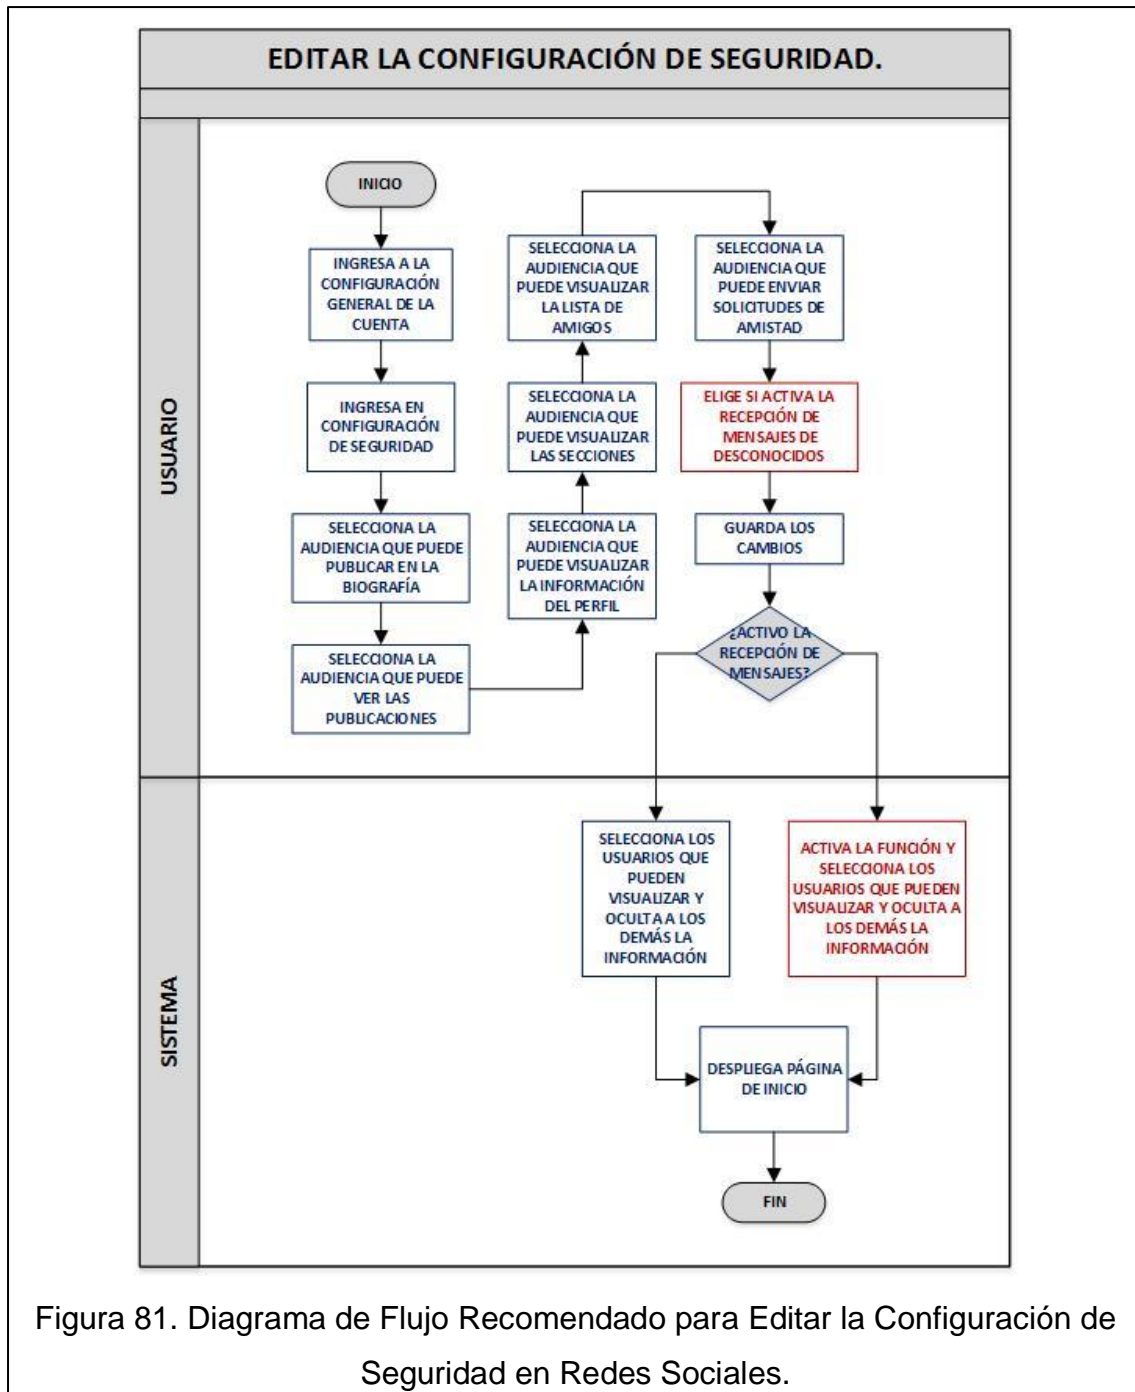 EDITAR LA CONFIGURACIÓN DE SEGURIDAD.
USUARIO
INICIO
INGRESA A LA
CONFIGURACIÓN
GENERAL DE LA
CUENTA
INGRESA EN
CONFIGURACIÓN
DE SEGURIDAD
SELECCIONA LA
AUDIENCIA QUE PUEDE
PUBLICAR EN LA
BIOGRAFÍA
SELECCIONA LA
AUDIENCIA QUE PUEDE
VER LAS
PUBLICACIONES
SELECCIONA LA
AUDIENCIA QUE
PUEDE VISUALIZAR
LA INFORMACIÓN
DEL PERFIL
SELECCIONA LA
AUDIENCIA QUE
PUEDE VISUALIZAR
LAS SECCIONES
SELECCIONA LA
AUDIENCIA QUE
PUEDE VISUALIZAR
LA LISTA DE
AMIGOS
SELECCIONA LA
AUDIENCIA QUE
PUEDE ENVIAR
SOLICITUDES DE
AMISTAD
ELIGE SI ACTIVA LA
RECEPCIÓN DE
MENSAJES DE
DESCONOCIDOS
GUARDA LOS
CAMBIOS
¿ACTIVO LA
RECEPCIÓN DE
MENSAJES?
SISTEMA
SELECCIONA LOS
USUARIOS QUE
PUEDEN
VISUALIZAR Y
OCULTA A LOS
DEMÁS LA
INFORMACIÓN
ACTIVA LA FUNCIÓN Y
SELECCIONA LOS
USUARIOS QUE PUEDEN
VISUALIZAR Y OCULTA A
LOS DEMÁS LA
INFORMACIÓN
DESPLIEGA PÁGINA
DE INICIO
FIN
Figura 81. Diagrama de Flujo Recomendado para Editar la Configuración de
Seguridad en Redes Sociales.